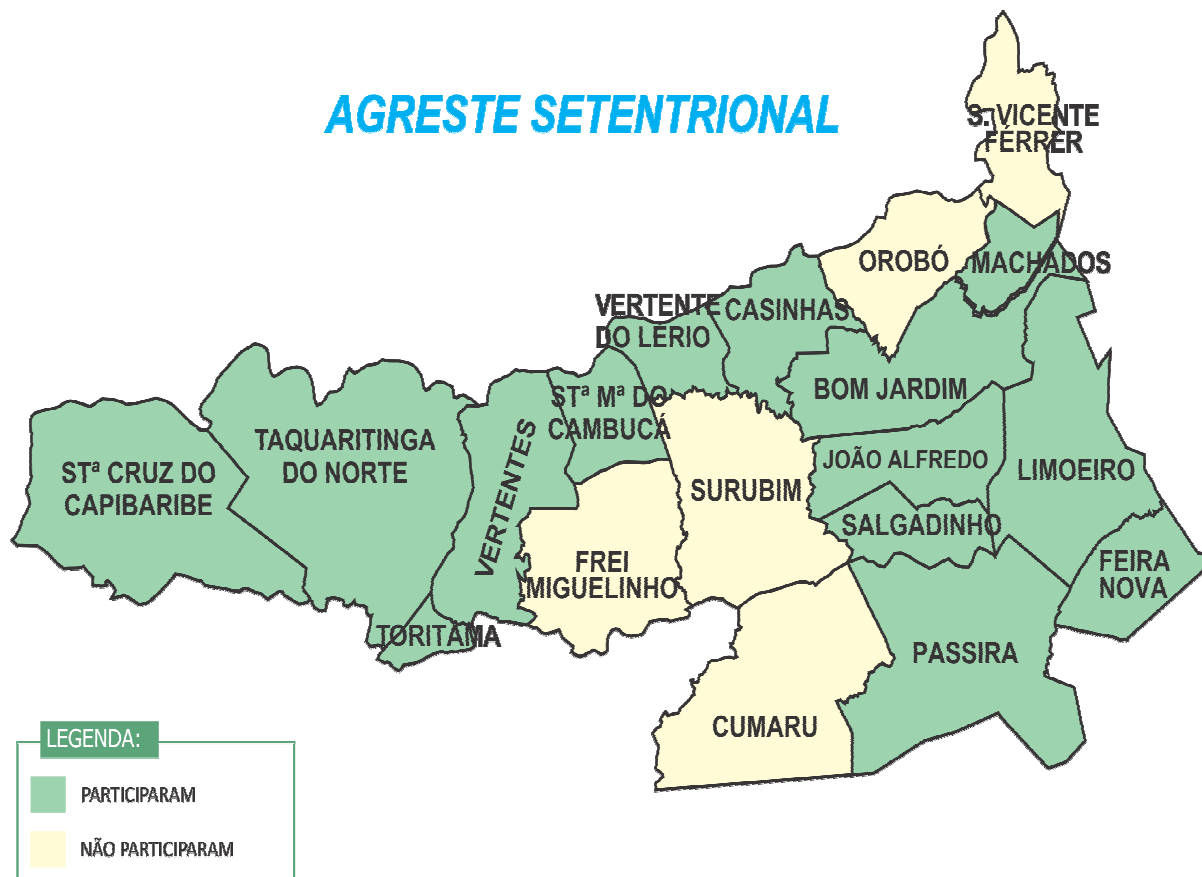 AGRESTE SETENTRIONAL
S. VICENTE
FÉRRER
OROBÓ
MACHADOS
VERTENTE
DO LÉRIO
CASINHAS
STª Mª DO
CAMBUCÁ
BOM JARDIM
TAQUARITINGA
DO NORTE
STª CRUZ DO
CAPIBARIBE
VERTENTES
SURUBIM
JOÃO ALFREDO
LIMOEIRO
SALGADINHO
FREI
MIGUELINHO
FEIRA
NOVA
TORITAMA
PASSIRA
CUMARU
LEGENDA:
PARTICIPARAM
NÃO PARTICIPARAM